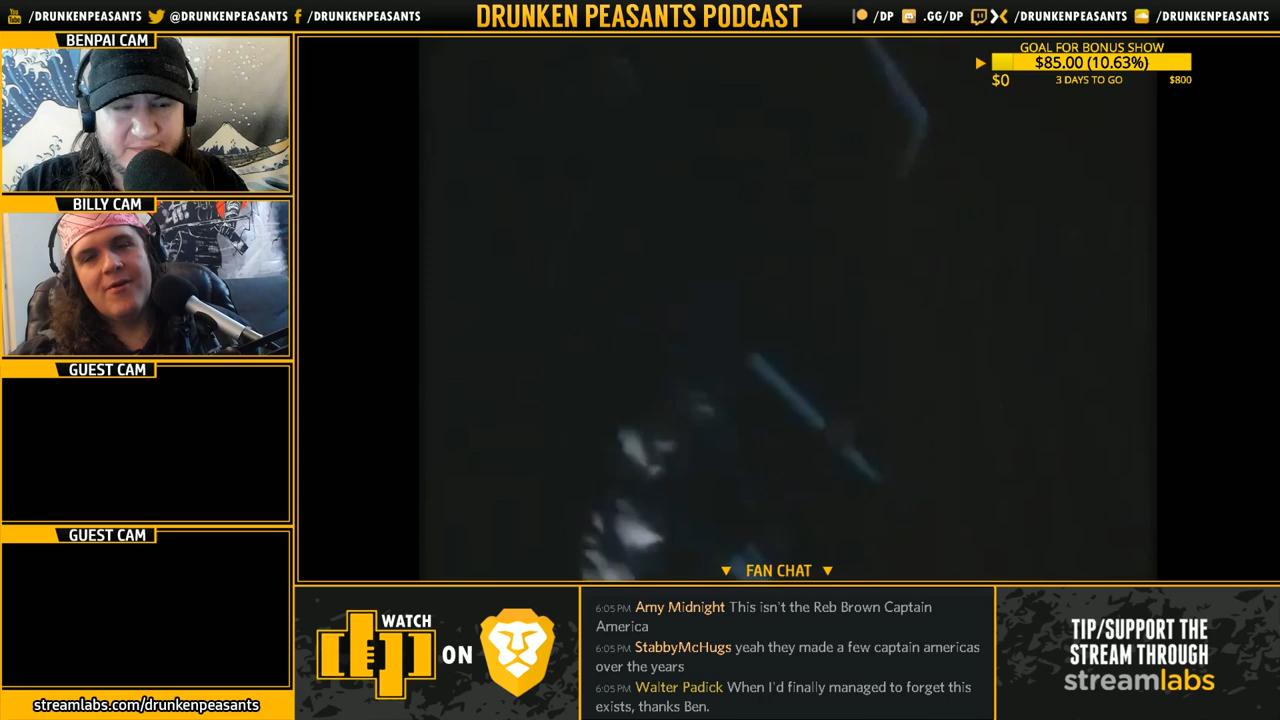 You Tube /DRUNKENPEASANTS @DRUNKENPEASANTS /DRUNKENPEASANTS
DRUNKEN PEASANTS PODCAST
/DP .GG/DP /DRUNKENPEASANTS /DRUNKENPEASANTS
BENPAI CAM
GOAL FOR BONUS SHOW
$85.00 (10.63%)
$0 3 DAYS TO GO $800
BILLY CAM
GUEST CAM
GUEST CAM
FAN CHAT
WATCH
ON
6:05 PM Amy Midnight This isn't the Reb Brown Captain
America
6:05 PM StabbyMcHugs yeah they made a few captain americas
over the years
6:05 PM Walter Padick When I'd finally managed to forget this
exists, thanks Ben.
TIP/SUPPORT THE
STREAM THROUGH
streamlabs
streamlabs.com/drunkenpeasants